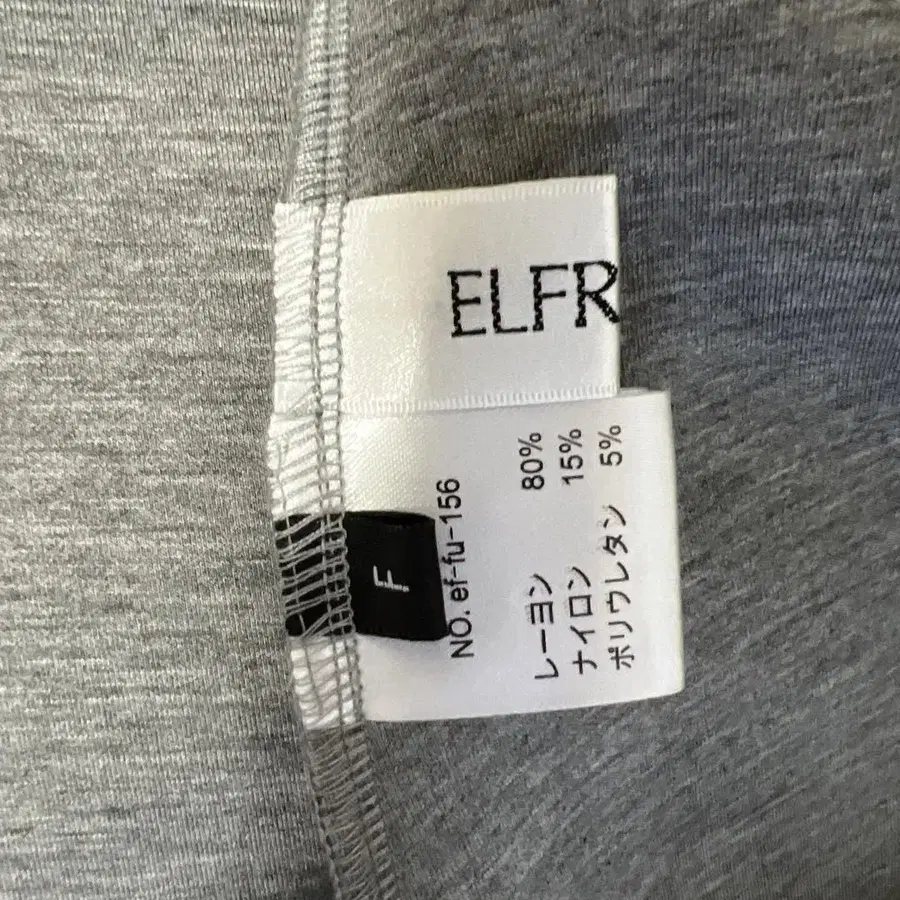 ELFR
F
NO. ef-fu-156
レーヨン 80%
ナイロン 15%
ポリウレタン 5%